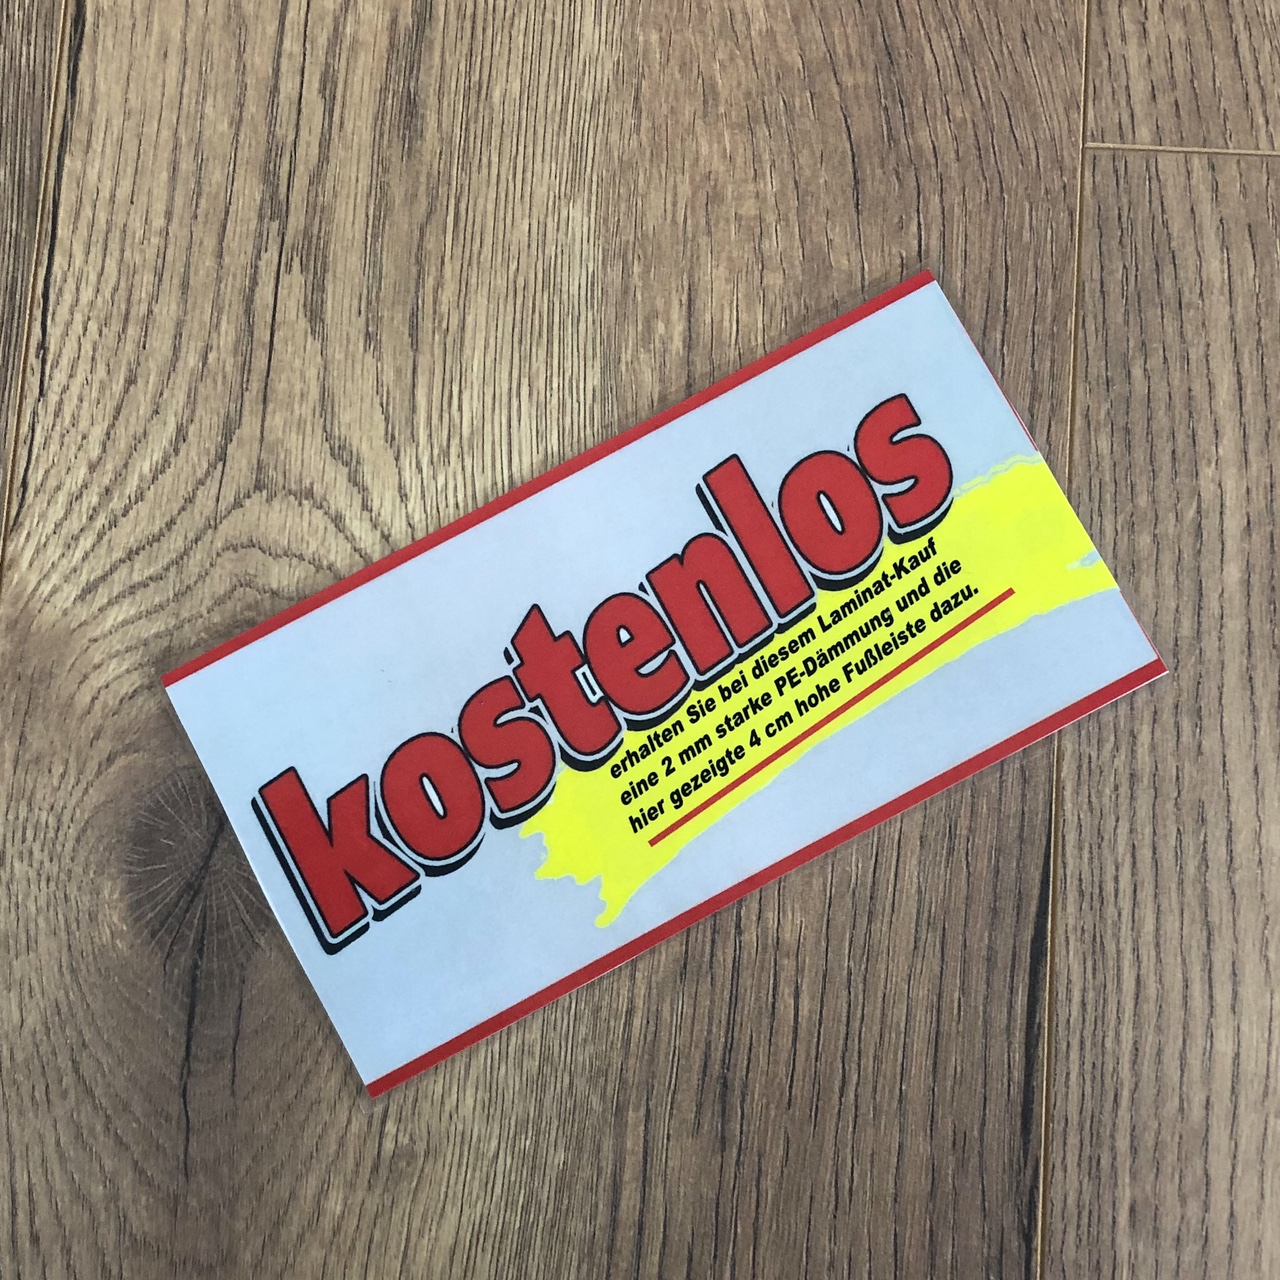 kostenlos
erhalten Sie bei diesem Laminat-Kauf
eine 2 mm starke PE-Dämmung und die
hier gezeigte 4 cm hohe Fußleiste dazu.